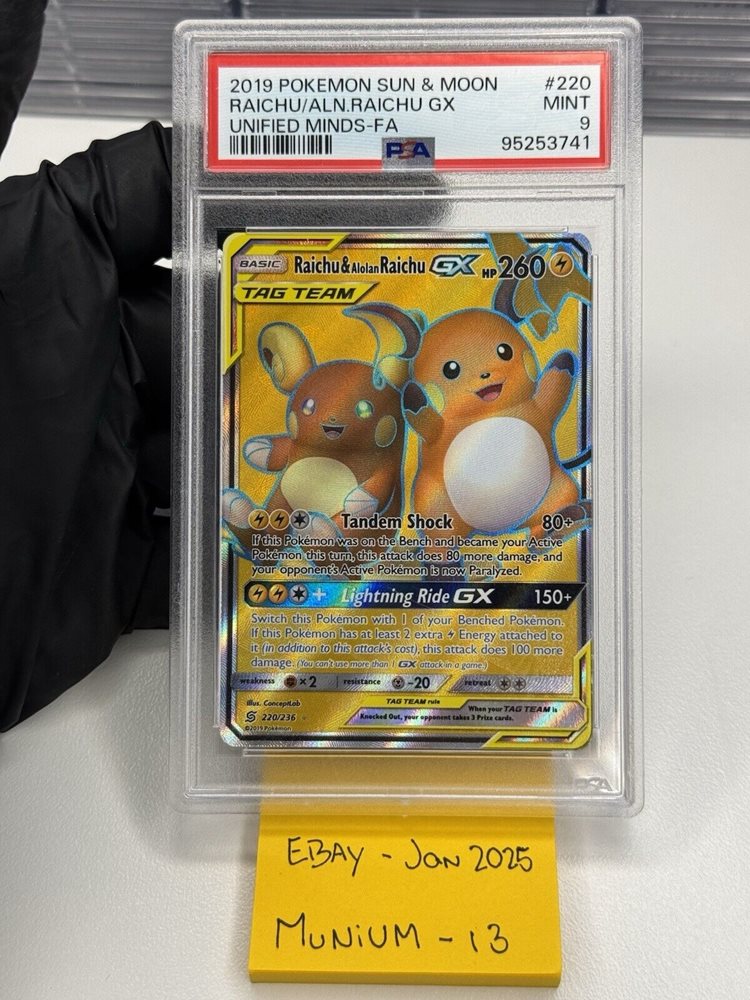 2019 POKEMON SUN & MOON #220
RAICHU/ALN.RAICHU GX MINT
UNIFIED MINDS-FA 9
PSA 95253741
BASIC Raichu & Alolan Raichu GX HP 260
TAG TEAM
Tandem Shock 80+
If this Pokémon was on the Bench and became your Active
Pokémon this turn, this attack does 80 more damage, and
your opponent's Active Pokémon is now Paralyzed.
+ Lightning Ride GX 150+
Switch this Pokémon with 1 of your Benched Pokémon.
If this Pokémon has at least 2 extra Energy attached to
it (in addition to this attack's cost), this attack does 100 more
damage. (You can't use more than 1 GX attack in a game.)
weakness ×2 resistance -20 retreat
TAG TEAM rule
When your TAG TEAM is
Knocked Out, your opponent takes 3 Prize cards.
Illus. ConceptLab
220/236
©2019 Pokémon
PSA
EBAY - Jan 2025
MUNiUM - 13